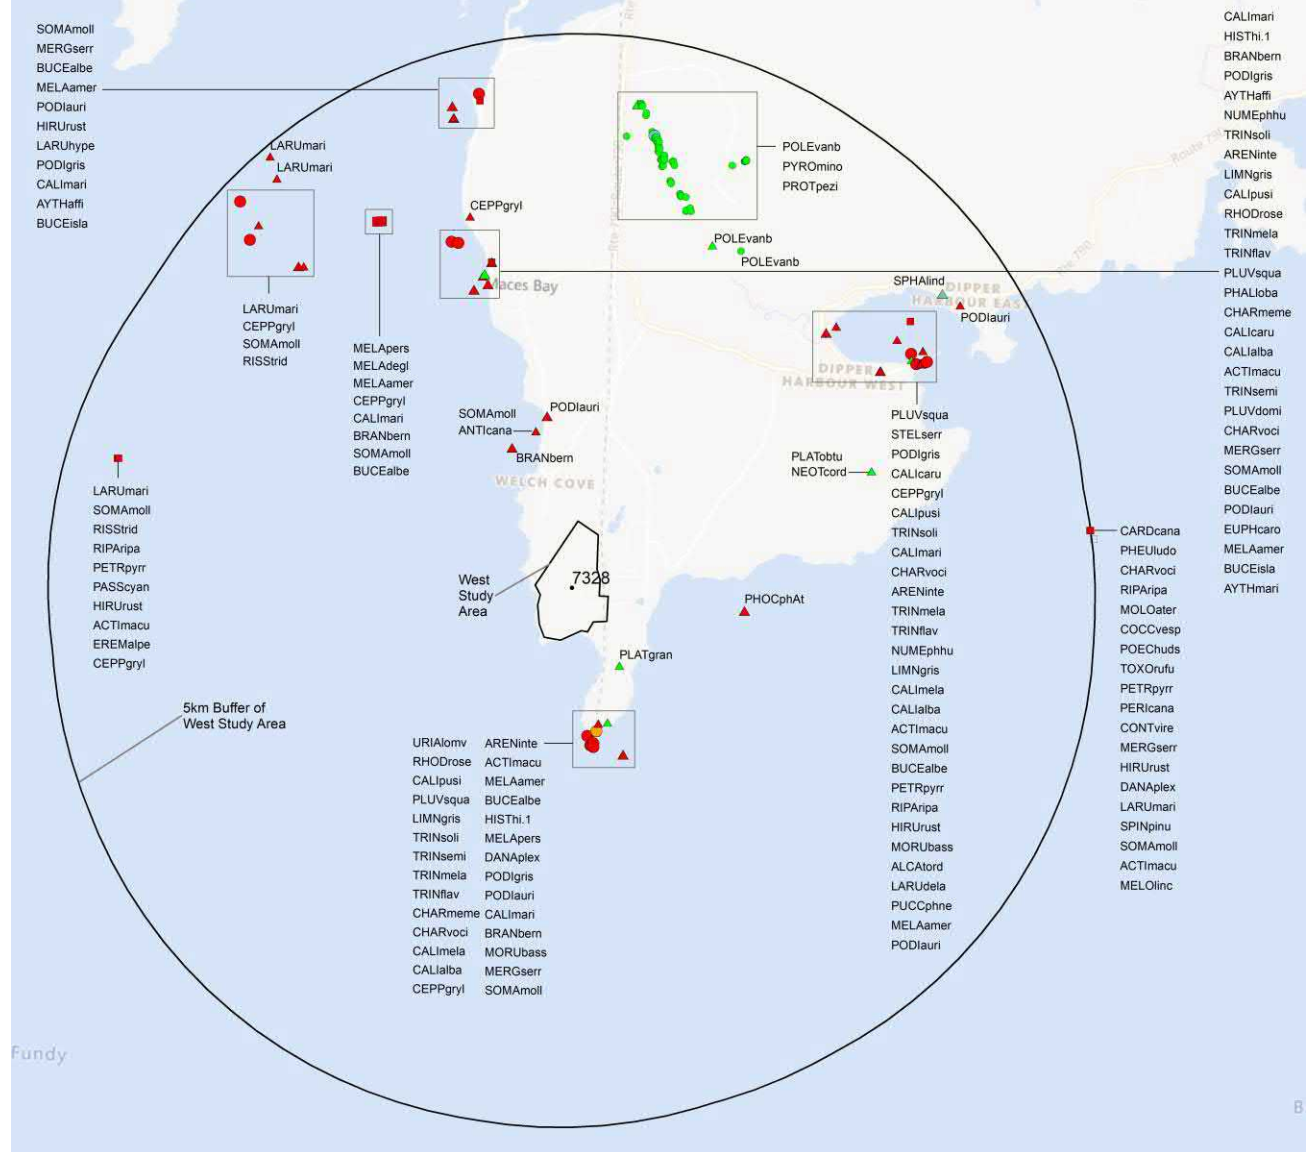 SOMAmoll
MERGserr
BUCEalbe
MELAamer
PODIauri
HIRUrust
LARUhype
PODIgris
CALImari
AYTHaffi
BUCEisla
LARUmari
LARUmari
LARUmari
CEPPgryl
SOMAmoll
RISStrid
CEPPgryl
Maces Bay
MELApers
MELAdegl
MELAamer
CEPPgryl
CALImari
BRANbern
SOMAmoll
BUCEalbe
POLEvanb
PYROmino
PROTpezi
POLEvanb
POLEvanb
SPHAlind
DIPPER
HARBOUR EAST
PODIauri
DIPPER
HARBOUR WEST
Route 790
Rte 790
CALImari
HISThi.1
BRANbern
PODIgris
AYTHaffi
NUMEphhu
TRINsoli
ARENinte
LIMNgris
CALIpusi
RHODrose
TRINmela
TRINflav
PLUVsqua
PHALloba
CHARmeme
CALIcaru
CALIalba
ACTImacu
TRINsemi
PLUVdomi
CHARvoci
MERGserr
SOMAmoll
BUCEalbe
PODIauri
EUPHcaro
MELAamer
BUCEisla
AYTHmari
SOMAmoll
ANTIcana
PODIauri
BRANbern
WELCH COVE
PLATobtu
NEOTcord
LARUmari
SOMAmoll
RISStrid
RIPAripa
PETRpyrr
PASScyan
HIRUrust
ACTImacu
EREMalpe
CEPPgryl
PLUVsqua
STELserr
PODIgris
CALIcaru
CEPPgryl
CALIpusi
TRINsoli
CALImari
CHARvoci
ARENinte
TRINmela
TRINflav
NUMEphhu
LIMNgris
CALImela
CALIalba
ACTImacu
SOMAmoll
BUCEalbe
PETRpyrr
RIPAripa
HIRUrust
MORUbass
ALCAtord
LARUdela
PUCCphne
MELAamer
PODIauri
CARDcana
PHEUludo
CHARvoci
RIPAripa
MOLOater
COCCvesp
POEChuds
TOXOrufu
PETRpyrr
PERIcana
CONTvire
MERGserr
HIRUrust
DANAplex
LARUmari
SPINpinu
SOMAmoll
ACTImacu
MELOlinc
West
Study
Area
7328
PHOCphAt
PLATgran
5km Buffer of
West Study Area
URIAlomv ARENinte
RHODrose ACTImacu
CALIpusi MELAamer
PLUVsqua BUCEalbe
LIMNgris HISThi.1
TRINsoli MELApers
TRINsemi DANAplex
TRINmela PODIgris
TRINflav PODIauri
CHARmeme CALImari
CHARvoci BRANbern
CALImela MORUbass
CALIalba MERGserr
CEPPgryl SOMAmoll
Fundy
B